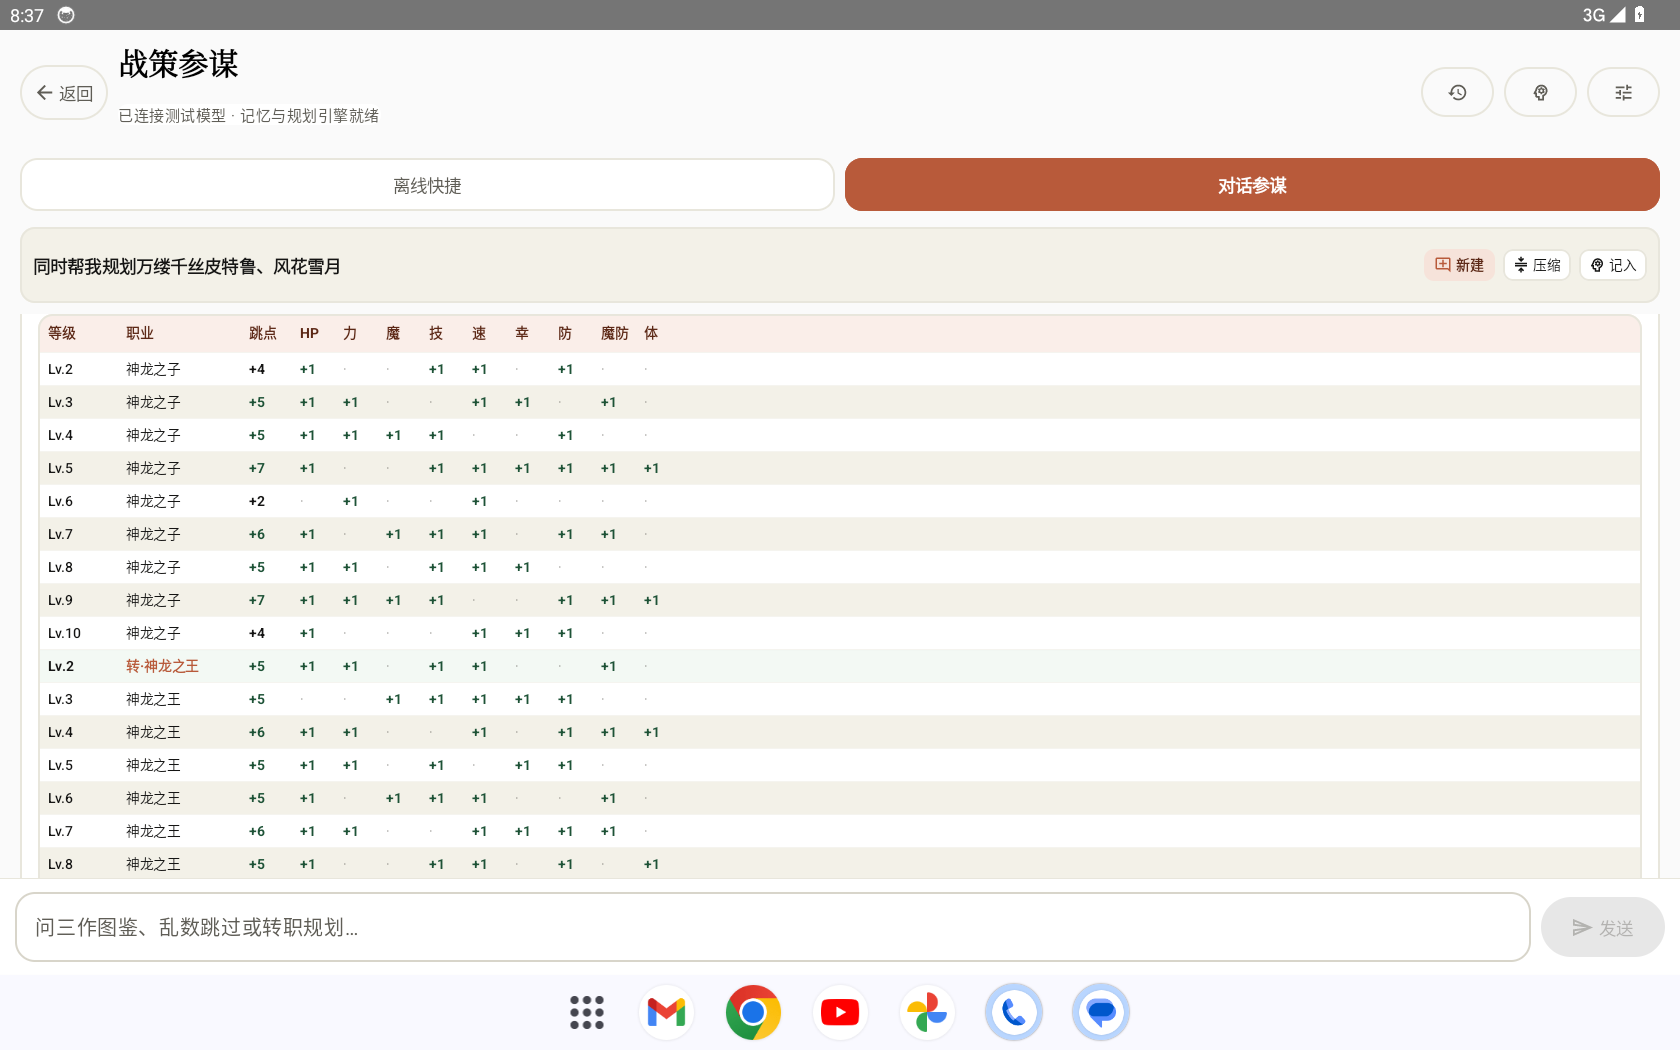 8:37
3G
战策参谋
返回
已连接测试模型 · 记忆与规划引擎就绪
离线快捷
对话参谋
同时帮我规划万缕千丝皮特鲁、风花雪月
新建 压缩 记入
等级 职业 跳点 HP 力 魔 技 速 幸 防 魔防 体
Lv.2 神龙之子 +4 +1 · · +1 +1 · +1 · ·
Lv.3 神龙之子 +5 +1 +1 · · +1 +1 · +1 ·
Lv.4 神龙之子 +5 +1 +1 +1 +1 · · +1 · ·
Lv.5 神龙之子 +7 +1 · · +1 +1 +1 +1 +1 +1
Lv.6 神龙之子 +2 · +1 · · +1 · · · ·
Lv.7 神龙之子 +6 +1 · +1 +1 +1 · +1 +1 ·
Lv.8 神龙之子 +5 +1 +1 · +1 +1 +1 · · ·
Lv.9 神龙之子 +7 +1 +1 +1 +1 · · +1 +1 +1
Lv.10 神龙之子 +4 +1 · · · +1 +1 +1 · ·
Lv.2 转·神龙之王 +5 +1 +1 · +1 +1 · · +1 ·
Lv.3 神龙之王 +5 · · +1 +1 +1 +1 +1 · ·
Lv.4 神龙之王 +6 +1 +1 · · +1 · +1 +1 +1
Lv.5 神龙之王 +5 +1 +1 · +1 · +1 +1 · ·
Lv.6 神龙之王 +5 +1 · +1 +1 +1 · · +1 ·
Lv.7 神龙之王 +6 +1 +1 · · +1 +1 +1 +1 ·
Lv.8 神龙之王 +5 +1 · · +1 +1 · +1 · +1
问三作图鉴、乱数跳过或转职规划...
发送